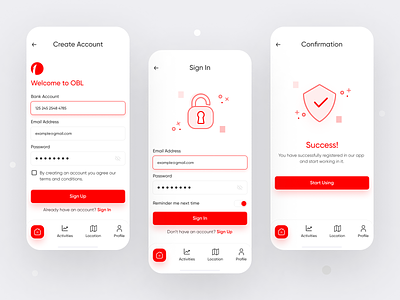 Create Account
Welcome to OBL
Bank Account
123 245 2548 4785
Email Address
example@gmail.com
Password
By creating an account you agree our
terms and conditions.
Sign Up
Already have an account? Sign In
Activities
Location
Profile
Sign In
Email Address
example@gmail.com
Password
Reminder me next time
Sign In
Don't have an account? Sign Up
Activities
Location
Profile
Confirmation
Success!
You have successfully registered in our app
and start working in it.
Start Using
Activities
Location
Profile